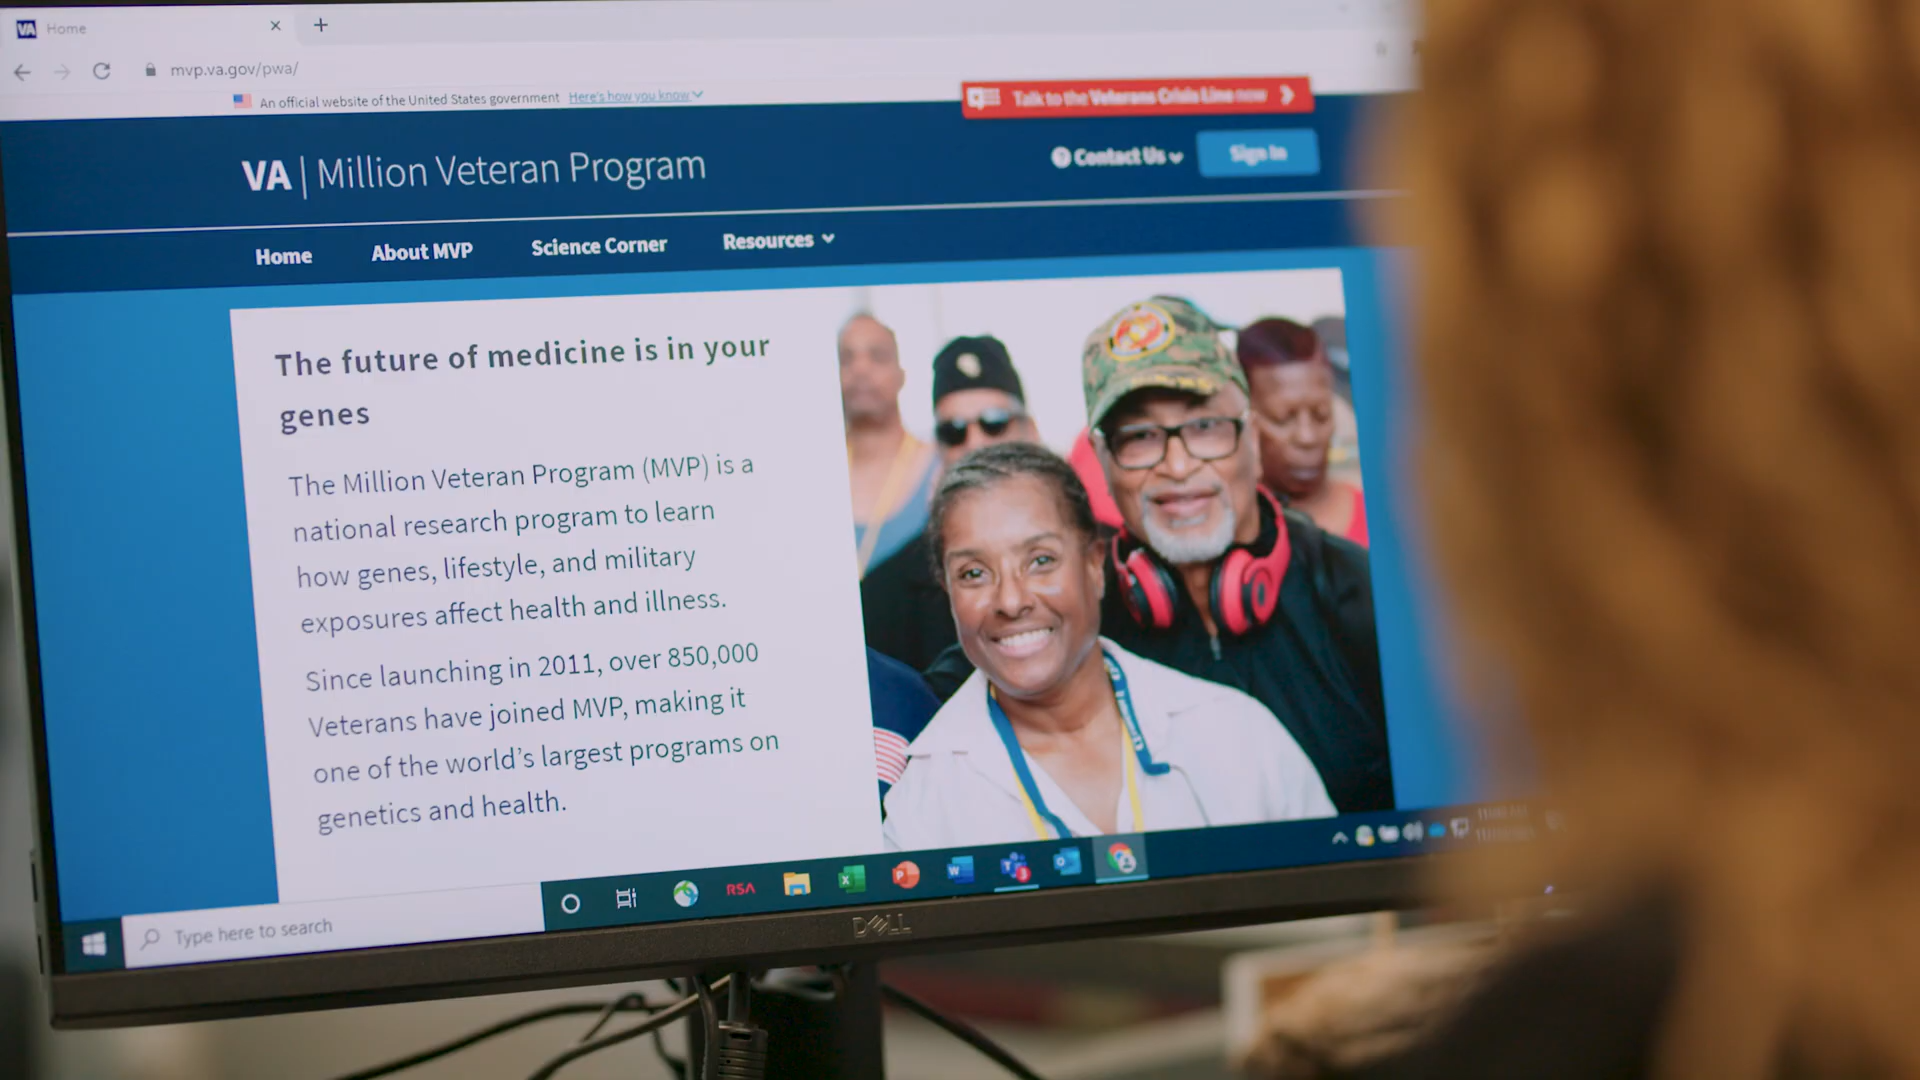 VA Home
mvp.va.gov/pwa/
An official website of the United States government Here's how you know
Talk to the Veterans Crisis Line now
VA | Million Veteran Program
Contact Us
Sign In
Home About MVP Science Corner Resources
The future of medicine is in your
genes
The Million Veteran Program (MVP) is a
national research program to learn
how genes, lifestyle, and military
exposures affect health and illness.
Since launching in 2011, over 850,000
Veterans have joined MVP, making it
one of the world's largest programs on
genetics and health.
Type here to search
RSA
DELL